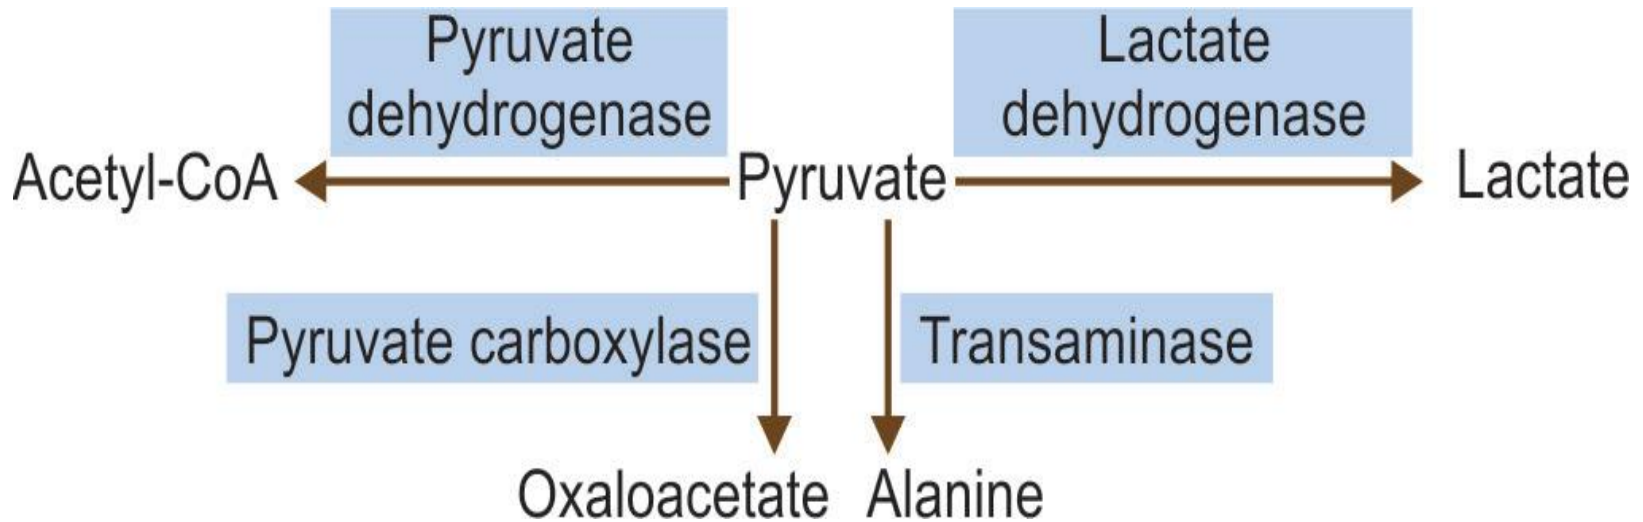 Pyruvate
dehydrogenase
Lactate
dehydrogenase
Acetyl-CoA
Pyruvate
Lactate
Pyruvate carboxylase
Transaminase
Oxaloacetate
Alanine